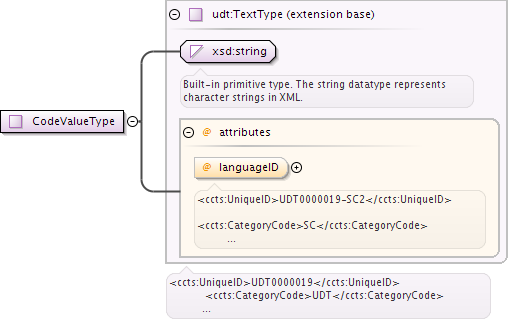 udt:TextType (extension base)
xsd:string
Built-in primitive type. The string datatype represents
character strings in XML.
CodeValueType
@ attributes
@ languageID
<ccts:UniqueID>UDT0000019-SC2</ccts:UniqueID>
<ccts:CategoryCode>SC</ccts:CategoryCode>
...
<ccts:UniqueID>UDT0000019</ccts:UniqueID>
<ccts:CategoryCode>UDT</ccts:CategoryCode>
...